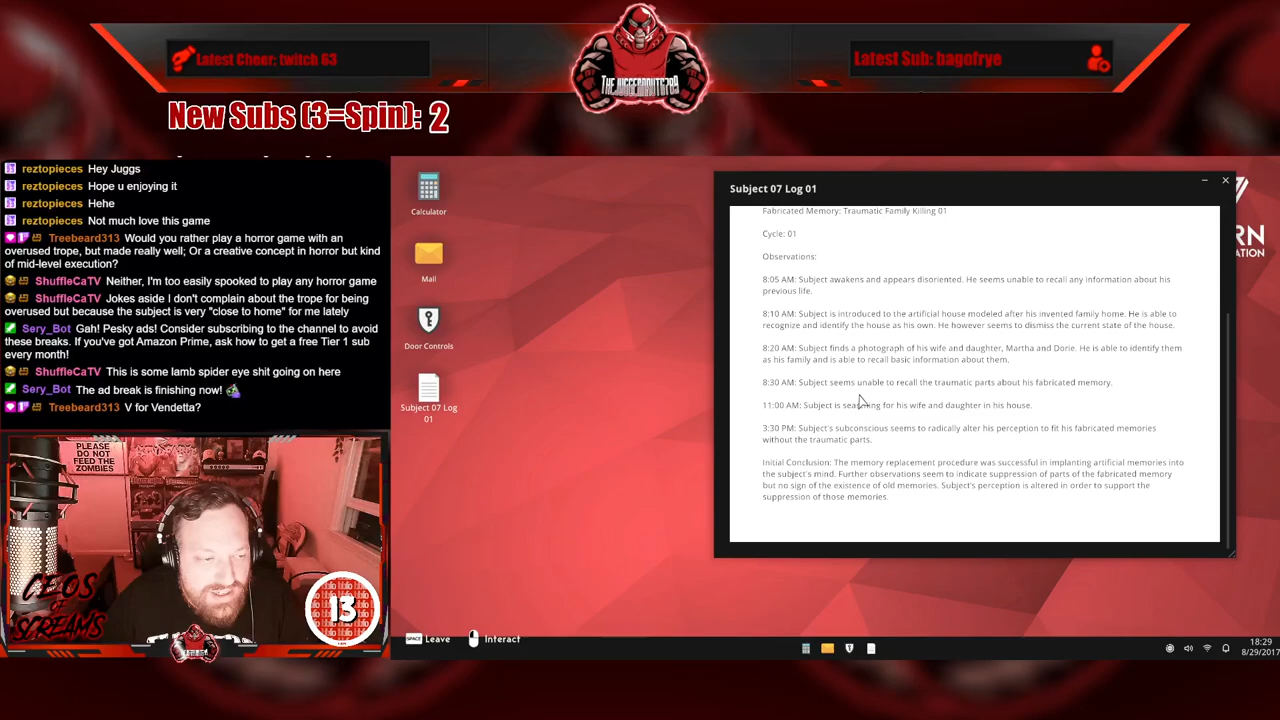 Latest Cheer: twitch 63
THEJUGGERNAUT6789
Latest Sub: bagofrye
New Subs (3=Spin): 2
reztopieces Hey Juggs
reztopieces Hope u enjoying it
reztopieces Hehe
reztopieces Not much love this game
Treebeard313 Would you rather play a horror game with an
overused trope, but made really well; Or a creative concept in horror but kind
of mid-level execution?
ShuffleCaTV Neither, I'm too easily spooked to play any horror game
ShuffleCaTV Jokes aside I don't complain about the trope for being
overused but because the subject is very "close to home" for me lately
Sery_Bot Gah! Pesky ads! Consider subscribing to the channel to avoid
these breaks. If you've got Amazon Prime, ask how to get a free Tier 1 sub
every month!
ShuffleCaTV This is some lamb spider eye shit going on here
Sery_Bot The ad break is finishing now!
Treebeard313 V for Vendetta?
PLEASE
DO NOT
FEED THE
ZOMBIES
CEOS
OF
SCREAMS
13
Calculator
Mail
Door Controls
Subject 07 Log
01
Subject 07 Log 01
Fabricated Memory: Traumatic Family Killing 01
Cycle: 01
Observations:
8:05 AM: Subject awakens and appears disoriented. He seems unable to recall any information about his
previous life.
8:10 AM: Subject is introduced to the artificial house modeled after his invented family home. He is able to
recognize and identify the house as his own. He however seems to dismiss the current state of the house.
8:20 AM: Subject finds a photograph of his wife and daughter, Martha and Dorie. He is able to identify them
as his family and is able to recall basic information about them.
8:30 AM: Subject seems unable to recall the traumatic parts about his fabricated memory.
11:00 AM: Subject is searching for his wife and daughter in his house.
3:30 PM: Subject's subconscious seems to radically alter his perception to fit his fabricated memories
without the traumatic parts.
Initial Conclusion: The memory replacement procedure was successful in implanting artificial memories into
the subject's mind. Further observations seem to indicate suppression of parts of the fabricated memory
but no sign of the existence of old memories. Subject's perception is altered in order to support the
suppression of those memories.
SPACE Leave
Interact
18:29
8/29/2017